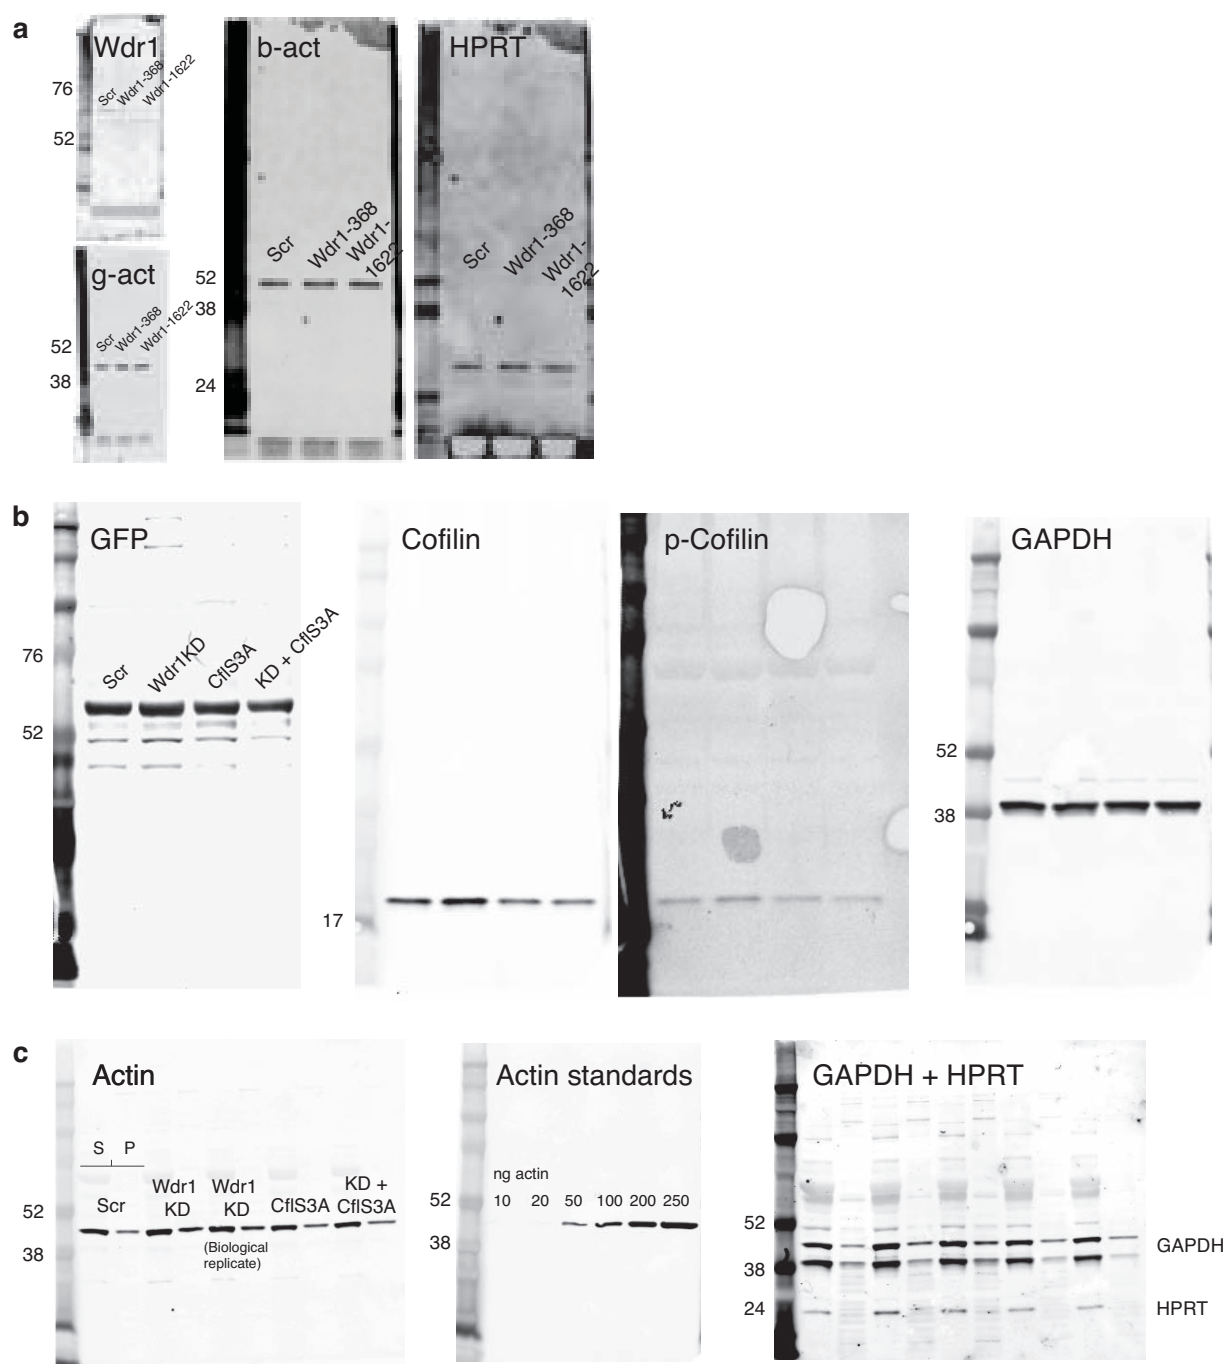 a
Wdr1
76
Scr
Wdr1-368
Wdr1-1622
52
g-act
Scr
Wdr1-368
Wdr1-1622
52
38
b-act
Scr
Wdr1-368
Wdr1-
1622
52
38
24
HPRT
Scr
Wdr1-368
Wdr1-
1622
b
GFP
76
Scr
Wdr1KD
CflS3A
KD + CflS3A
52
Cofilin
17
p-Cofilin
GAPDH
52
38
c
Actin
S P
Scr
Wdr1
KD
Wdr1
KD
(Biological
replicate)
CflS3A
KD +
CflS3A
52
38
Actin standards
ng actin
10 20 50 100 200 250
52
38
GAPDH + HPRT
52
38
24
GAPDH
HPRT